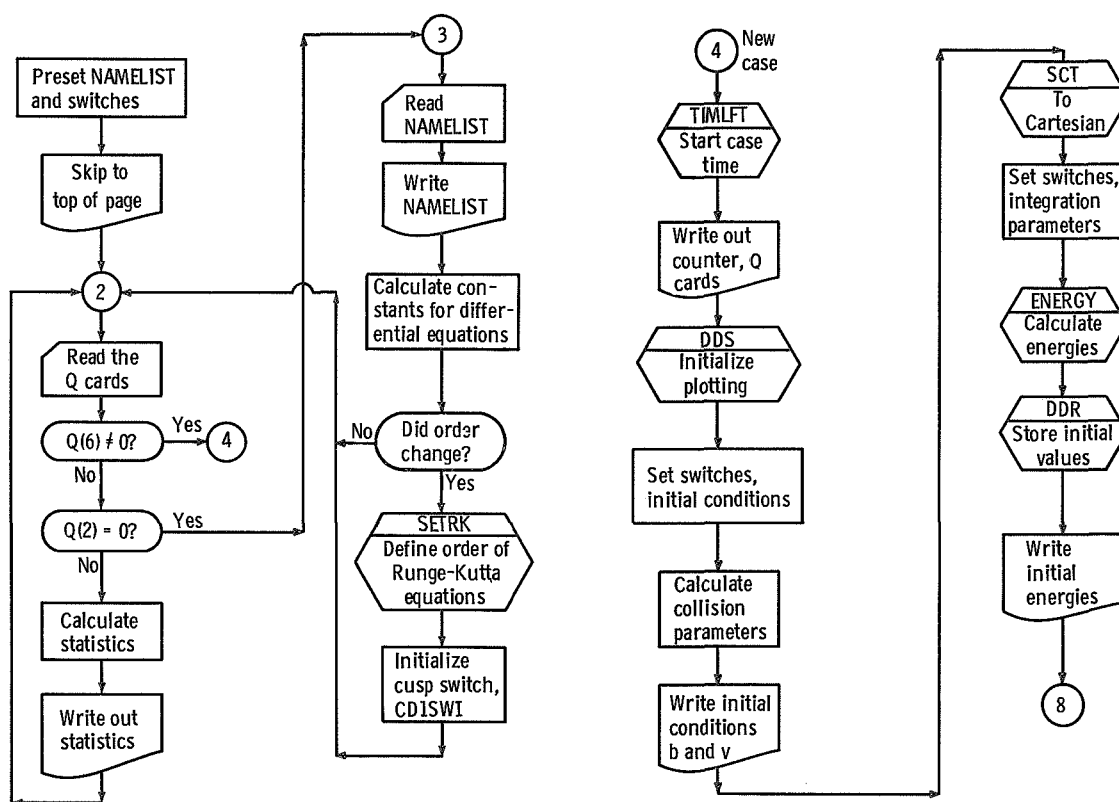 Preset NAMELIST
and switches
Skip to
top of page
2
Read the
Q cards
Q(6) ≠ 0?
Yes
4
No
Q(2) = 0?
Yes
No
Calculate
statistics
Write out
statistics
3
Read
NAMELIST
Write
NAMELIST
Calculate con-
stants for differ-
ential equations
Did order
change?
No
Yes
SETRK
Define order of
Runge-Kutta
equations
Initialize
cusp switch,
CD1SWI
4
New
case
TIMLFT
Start case
time
Write out
counter, Q
cards
DDS
Initialize
plotting
Set switches,
initial conditions
Calculate
collision
parameters
Write initial
conditions
b and v
SCT
To
Cartesian
Set switches,
integration
parameters
ENERGY
Calculate
energies
DDR
Store initial
values
Write
initial
energies
8